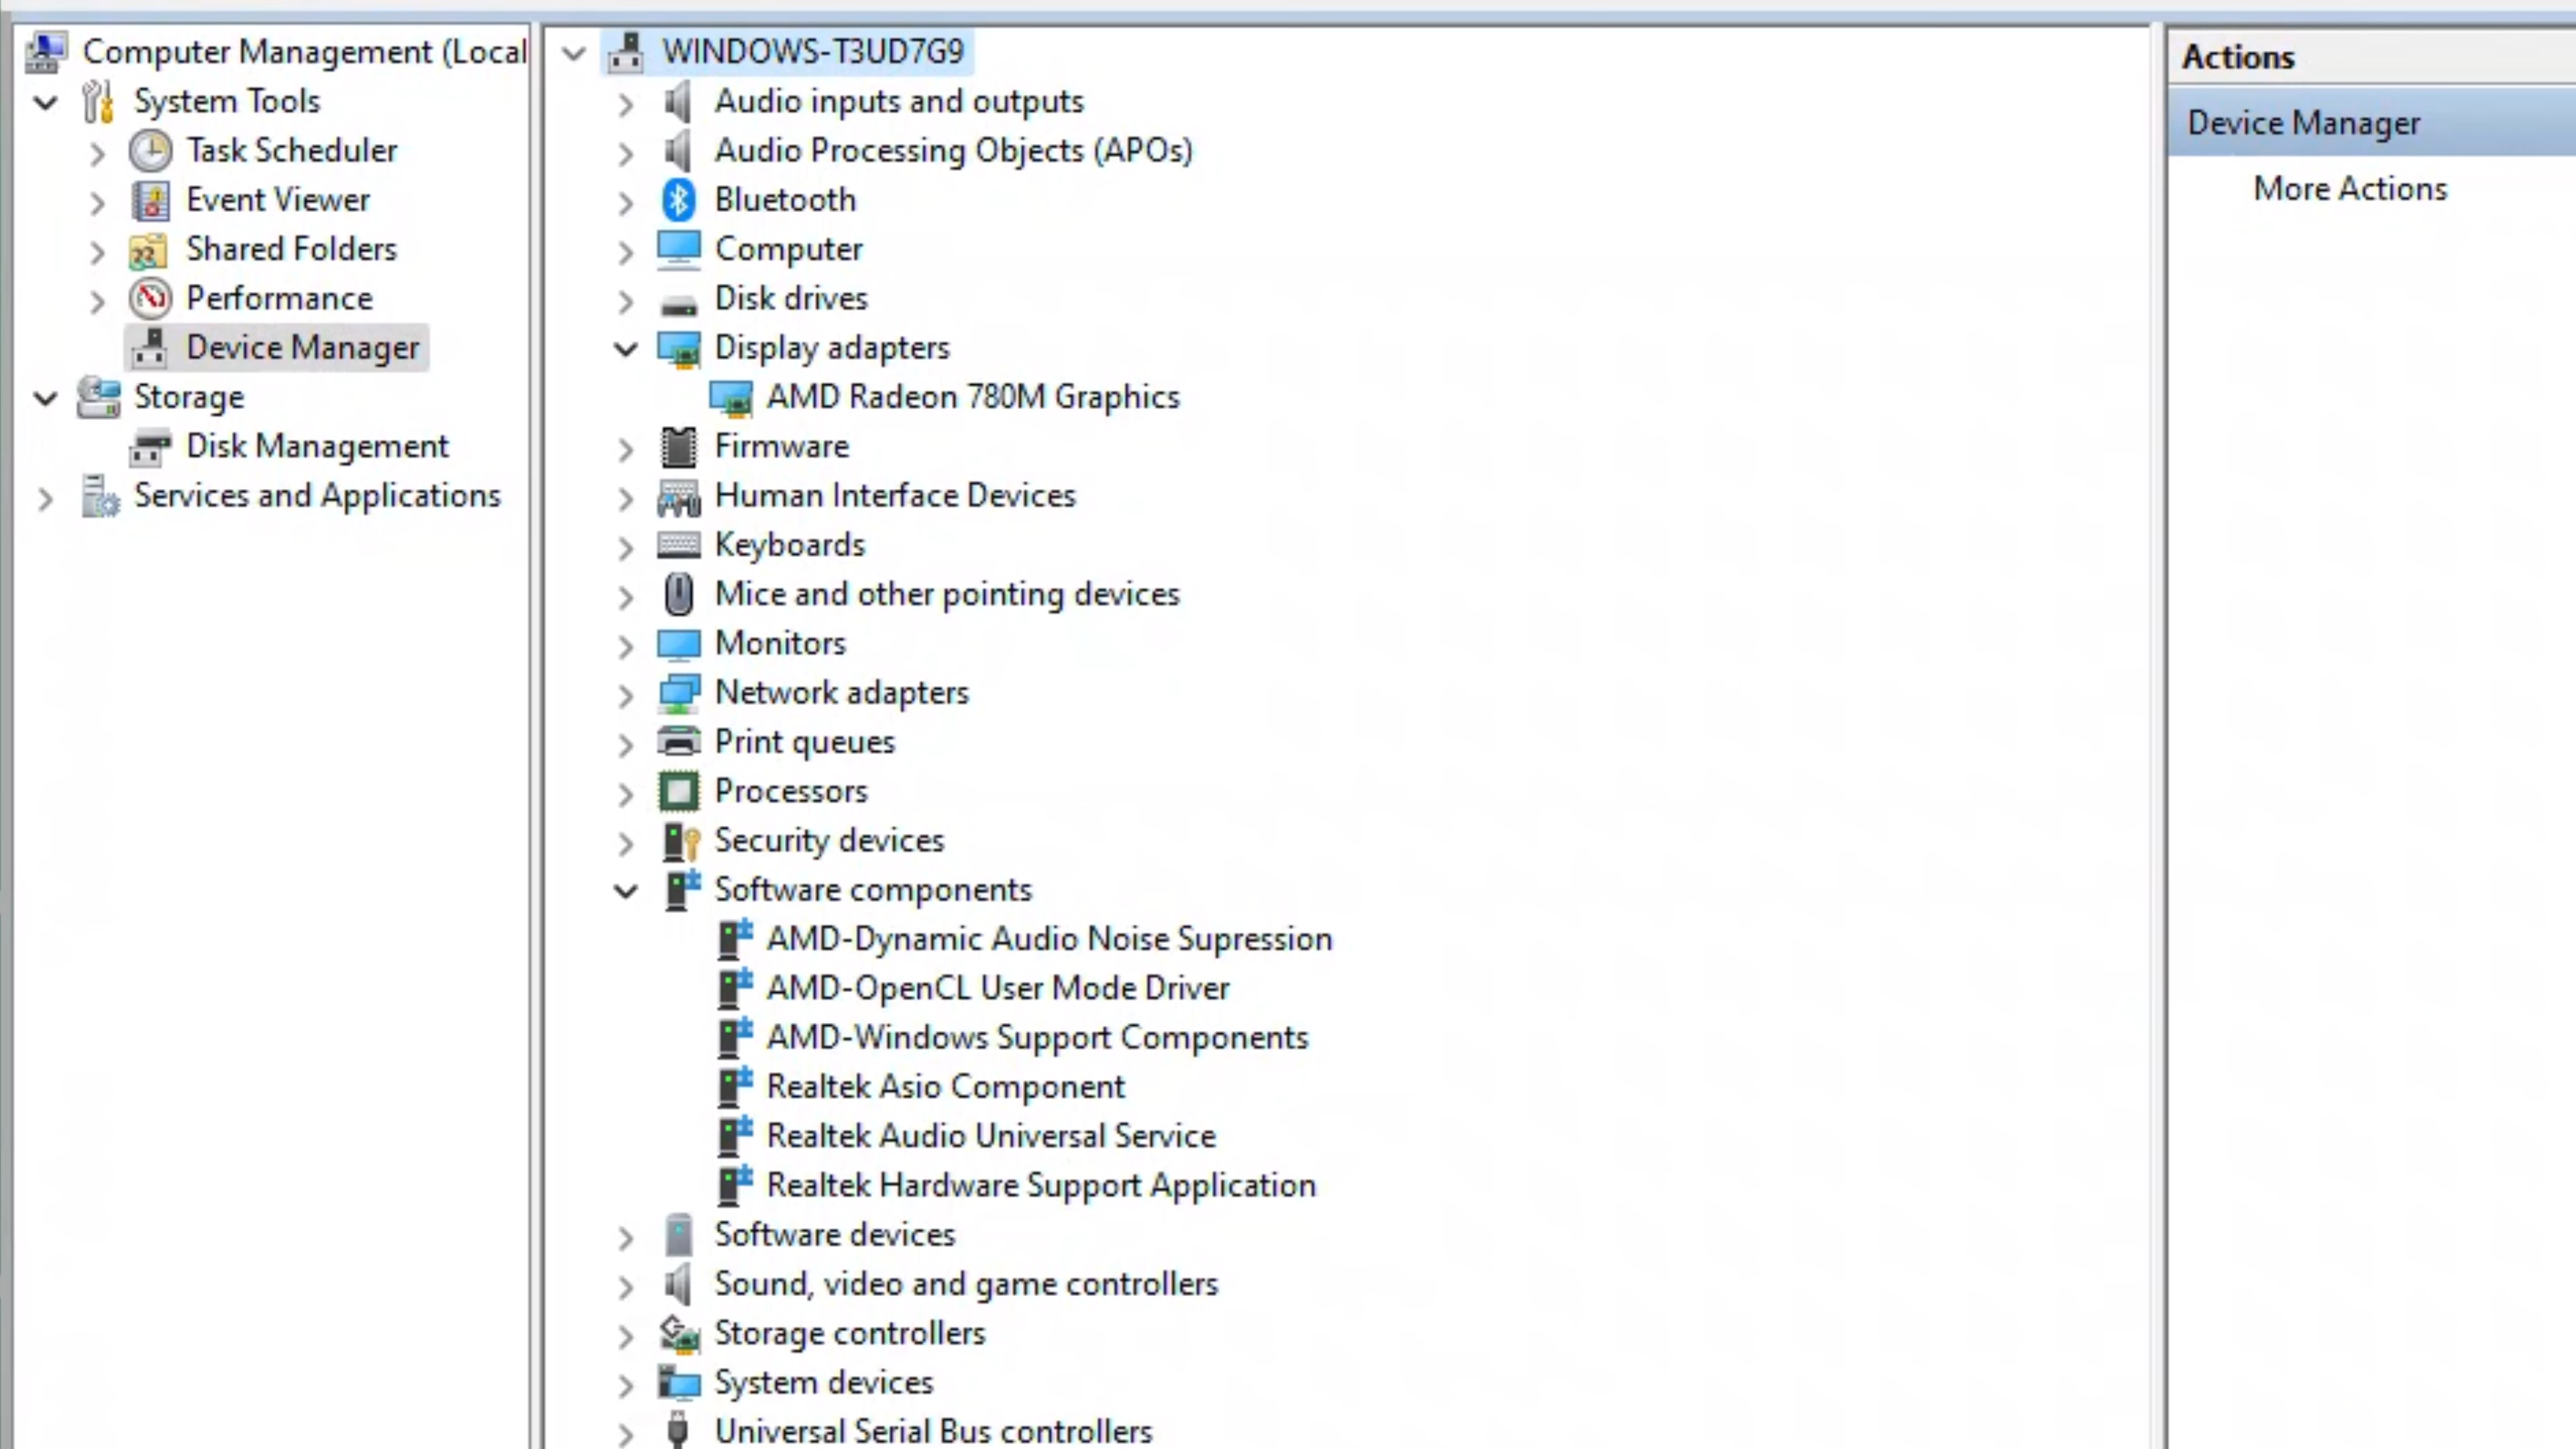 Computer Management (Local
System Tools
Task Scheduler
Event Viewer
Shared Folders
Performance
Device Manager
Storage
Disk Management
Services and Applications
WINDOWS-T3UD7G9
Audio inputs and outputs
Audio Processing Objects (APOs)
Bluetooth
Computer
Disk drives
Display adapters
AMD Radeon 780M Graphics
Firmware
Human Interface Devices
Keyboards
Mice and other pointing devices
Monitors
Network adapters
Print queues
Processors
Security devices
Software components
AMD-Dynamic Audio Noise Supression
AMD-OpenCL User Mode Driver
AMD-Windows Support Components
Realtek Asio Component
Realtek Audio Universal Service
Realtek Hardware Support Application
Software devices
Sound, video and game controllers
Storage controllers
System devices
Universal Serial Bus controllers
Actions
Device Manager
More Actions